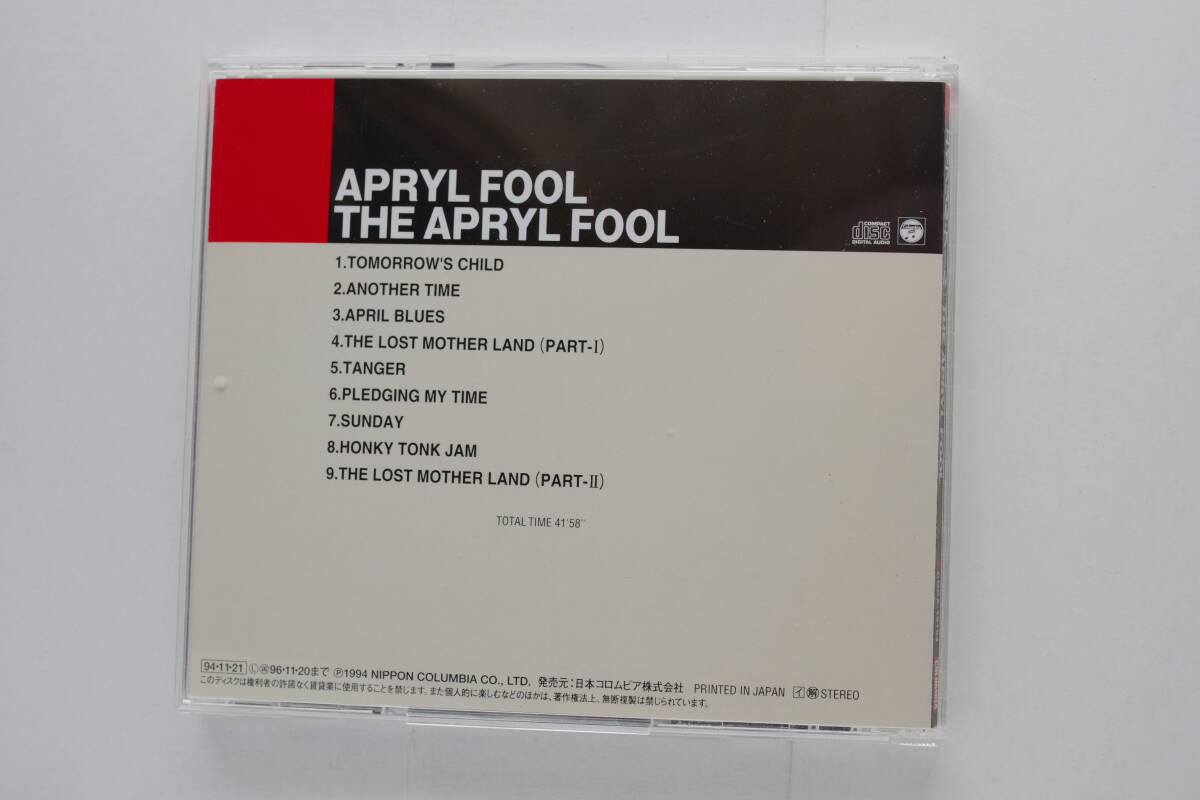 APRYL FOOL
THE APRYL FOOL
COMPACT
disc
DIGITAL AUDIO
1.TOMORROW'S CHILD
2.ANOTHER TIME
3.APRIL BLUES
4.THE LOST MOTHER LAND (PART-I)
5.TANGER
6.PLEDGING MY TIME
7.SUNDAY
8.HONKY TONK JAM
9.THE LOST MOTHER LAND (PART-II)
TOTAL TIME 41'58''
94・11・21 Ⓛ 96・11・20まで Ⓟ1994 NIPPON COLUMBIA CO., LTD. 発売元：日本コロムビア株式会社 PRINTED IN JAPAN イ STEREO
このディスクは権利者の許諾なく賃貸業に使用することを禁じます。また個人的に楽しむなどのほかは、著作権法上、無断複製は禁じられています。